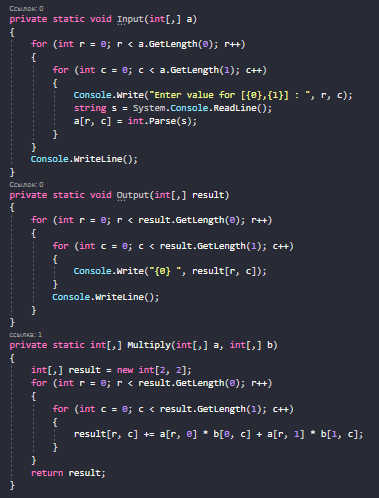 Ссылок: 0
private static void Input(int[,] a)
{
    for (int r = 0; r < a.GetLength(0); r++)
    {
        for (int c = 0; c < a.GetLength(1); c++)
        {
            Console.Write("Enter value for [{0},{1}] : ", r, c);
            string s = System.Console.ReadLine();
            a[r, c] = int.Parse(s);
        }
    }
    Console.WriteLine();
}
Ссылок: 0
private static void Output(int[,] result)
{
    for (int r = 0; r < result.GetLength(0); r++)
    {
        for (int c = 0; c < result.GetLength(1); c++)
        {
            Console.Write("{0} ", result[r, c]);
        }
        Console.WriteLine();
    }
}
ссылка: 1
private static int[,] Multiply(int[,] a, int[,] b)
{
    int[,] result = new int[2, 2];
    for (int r = 0; r < result.GetLength(0); r++)
    {
        for (int c = 0; c < result.GetLength(1); c++)
        {
            result[r, c] += a[r, 0] * b[0, c] + a[r, 1] * b[1, c];
        }
    }
    return result;
}